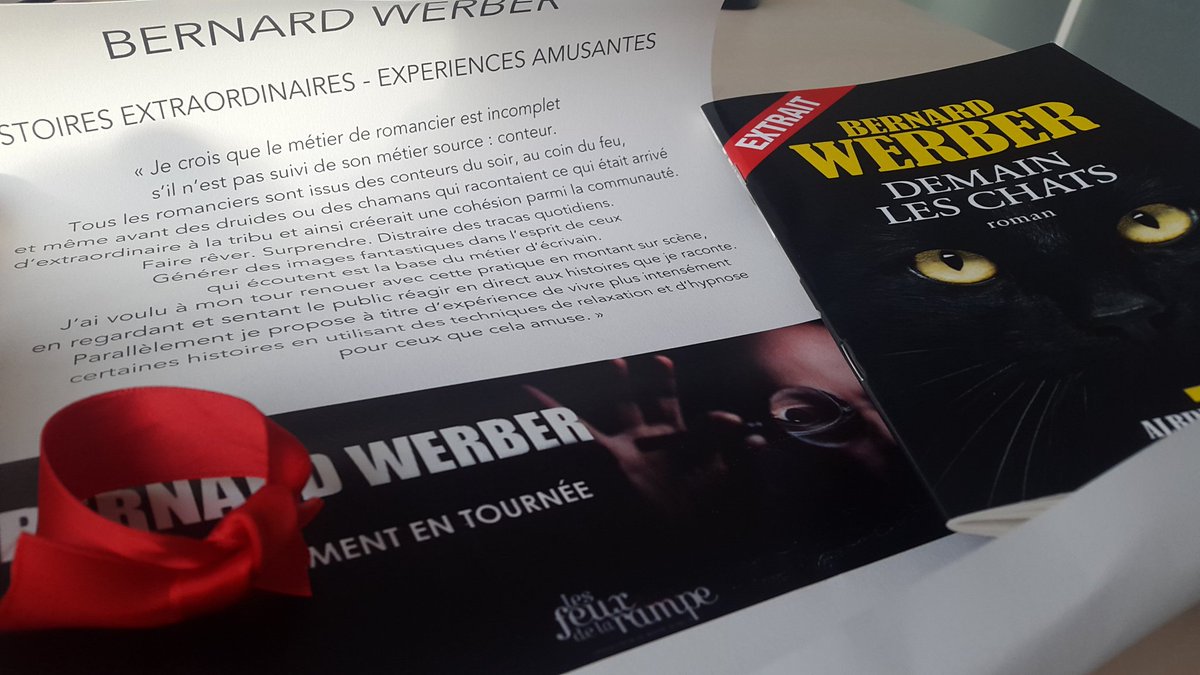 BERNARD WERBER
STOIRES EXTRAORDINAIRES - EXPERIENCES AMUSANTES
« Je crois que le métier de romancier est incomplet
s'il n'est pas suivi de son métier source : conteur.
Tous les romanciers sont issus des conteurs du soir, au coin du feu,
et même avant des druides ou des chamans qui racontaient ce qui était arrivé
d'extraordinaire à la tribu et ainsi créerait une cohésion parmi la communauté.
Faire rêver. Surprendre. Distraire des tracas quotidiens.
Générer des images fantastiques dans l'esprit de ceux
qui écoutent est la base du métier d'écrivain.
J'ai voulu à mon tour renouer avec cette pratique en montant sur scène,
en regardant et sentant le public réagir en direct aux histoires que je raconte.
Parallèlement je propose à titre d'expérience de vivre plus intensément
certaines histoires en utilisant des techniques de relaxation et d'hypnose
pour ceux que cela amuse. »
BERNARD WERBER
MENT EN TOURNÉE
les
feux
de la rampe
EXTRAIT
BERNARD
WERBER
DEMAIN
LES CHATS
roman